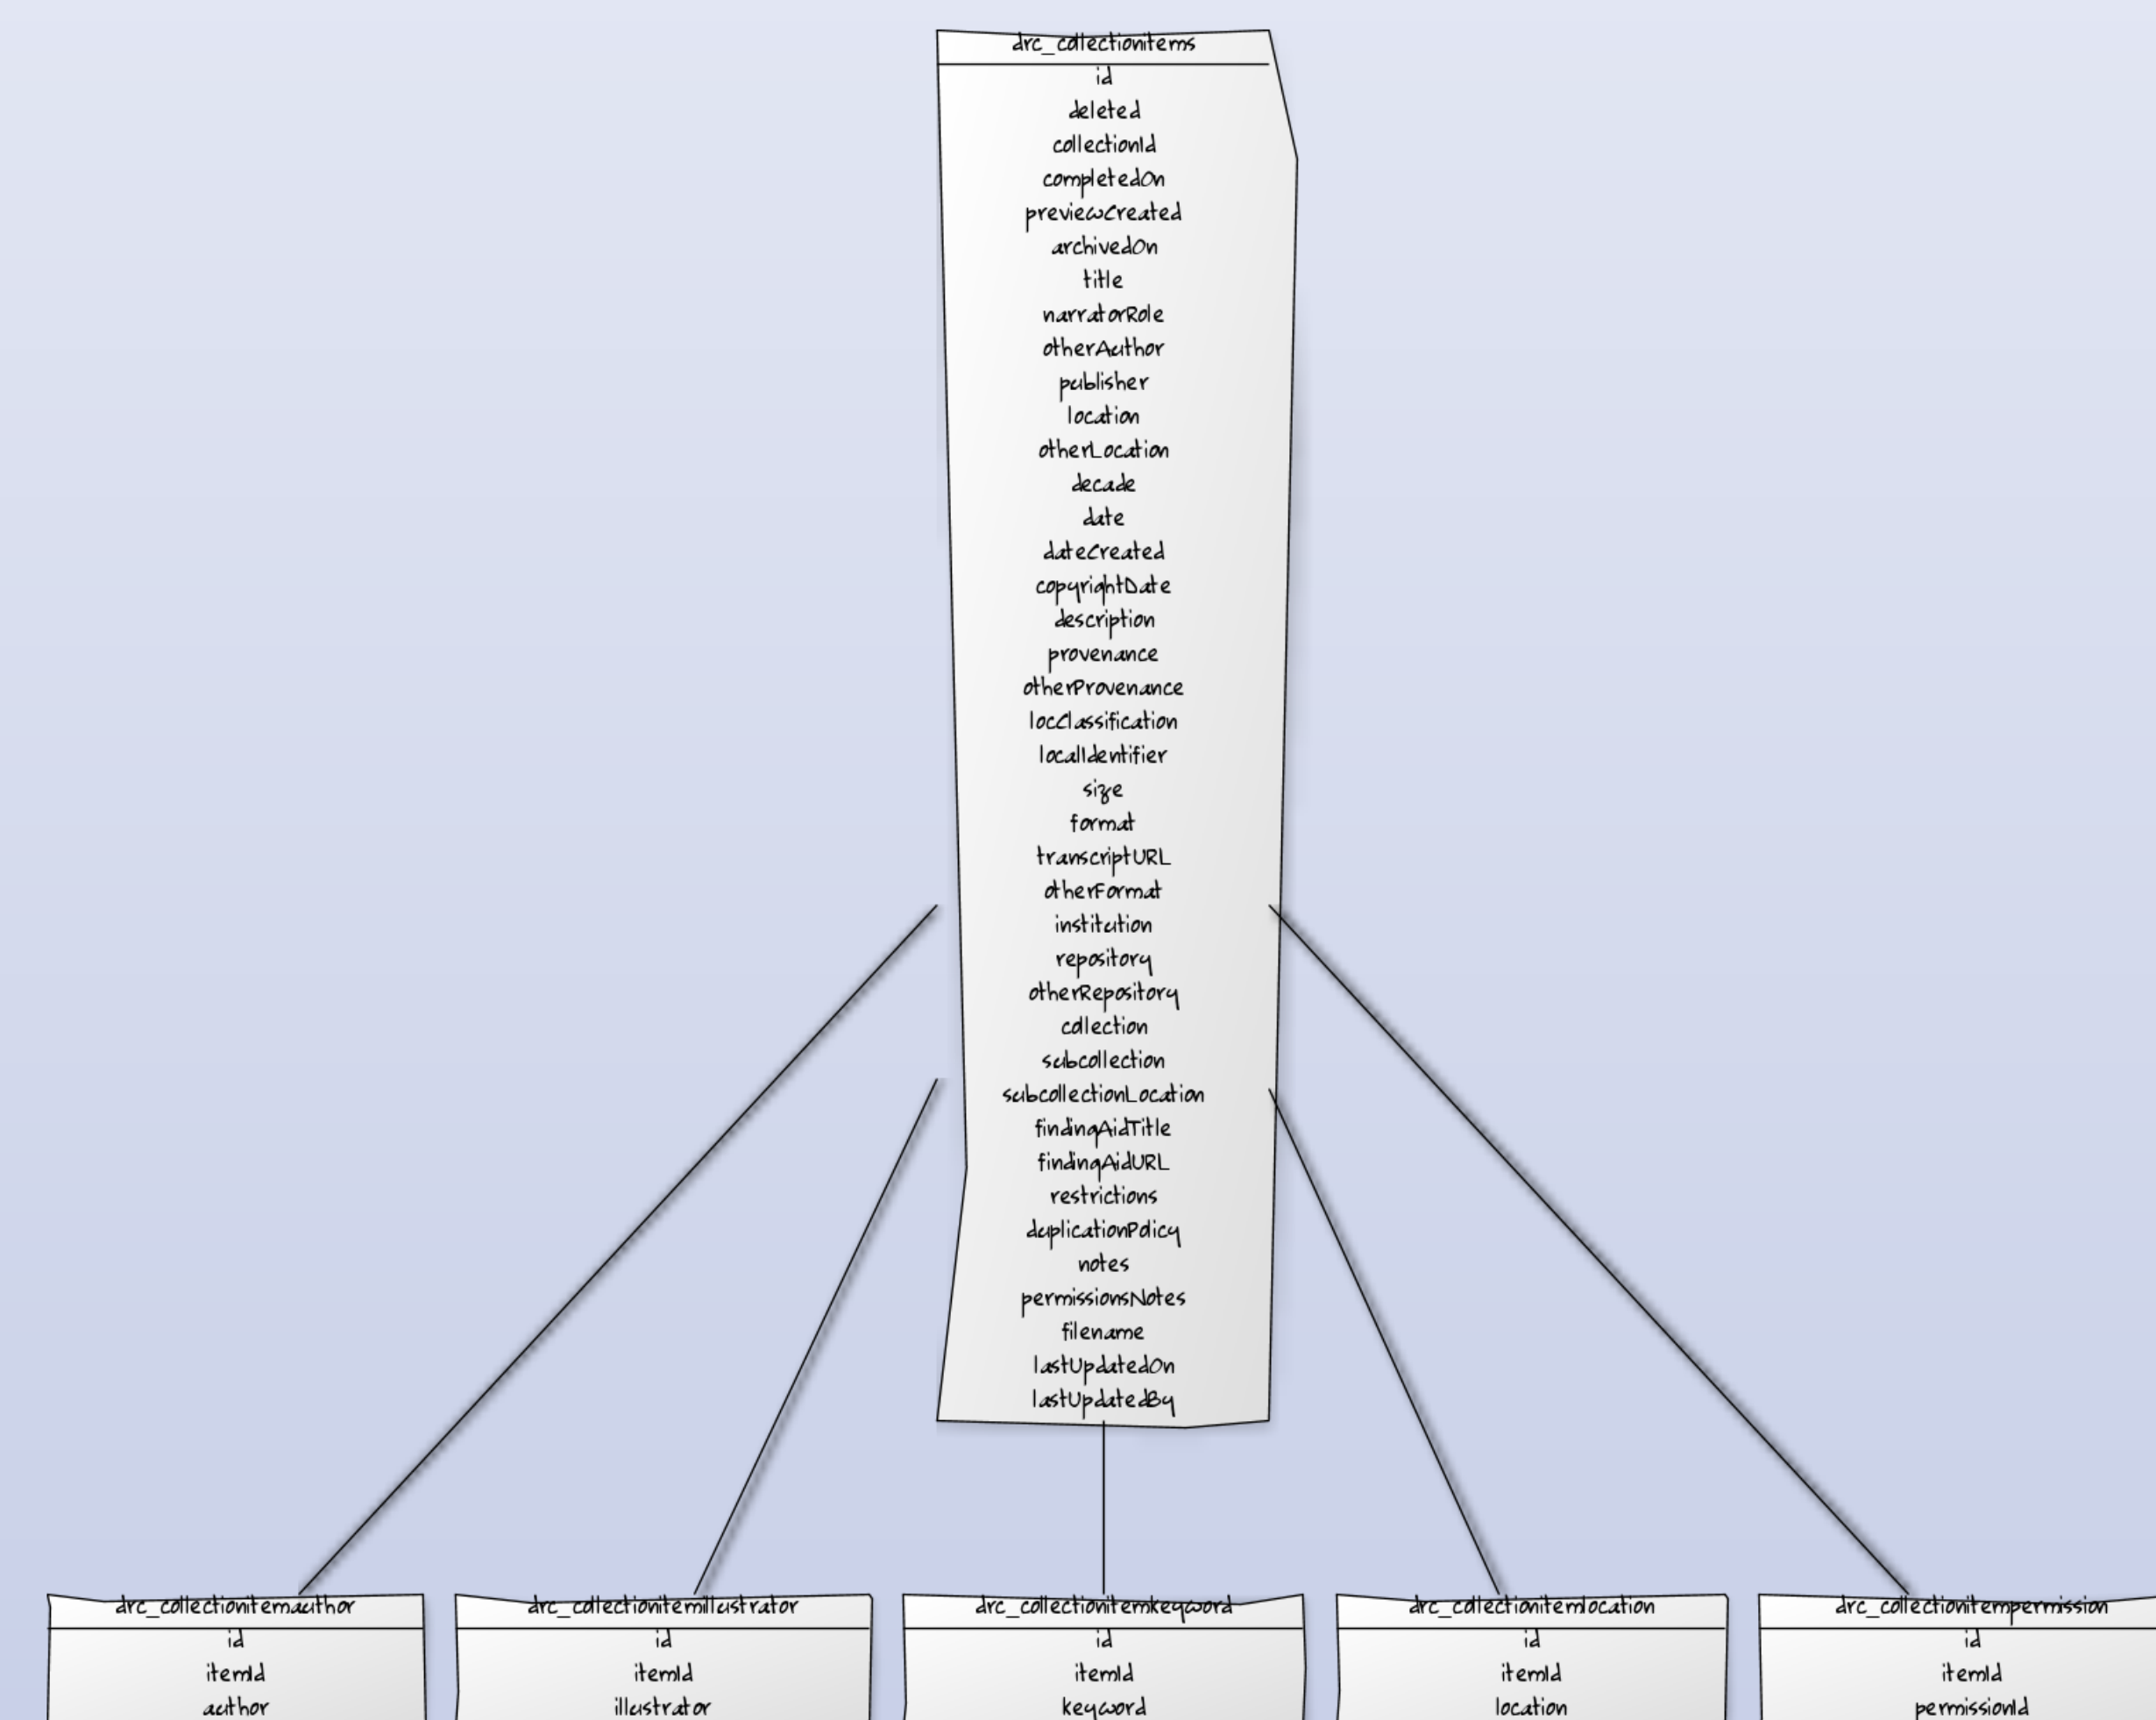 drc_collectionitems
id
deleted
collectionId
completedOn
previewCreated
archivedOn
title
narratorRole
otherAuthor
publisher
location
otherLocation
decade
date
dateCreated
copyrightDate
description
provenance
otherProvenance
locClassification
localIdentifier
size
format
transcriptURL
otherFormat
institution
repository
otherRepository
collection
subcollection
subcollectionLocation
findingAidTitle
findingAidURL
restrictions
duplicationPolicy
notes
permissionsNotes
filename
lastUpdatedOn
lastUpdatedBy
drc_collectionitemauthor
id
itemId
author
drc_collectionitemillustrator
id
itemId
illustrator
drc_collectionitemkeyword
id
itemId
keyword
drc_collectionitemlocation
id
itemId
location
drc_collectionitempermission
id
itemId
permissionId